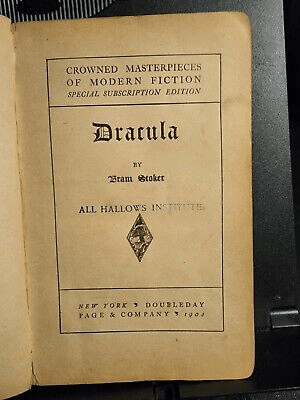 CROWNED MASTERPIECES
OF MODERN FICTION
SPECIAL SUBSCRIPTION EDITION
Dracula
BY
Bram Stoker
ALL HALLOWS INSTITUTE
NEW YORK DOUBLEDAY
PAGE & COMPANY 1904